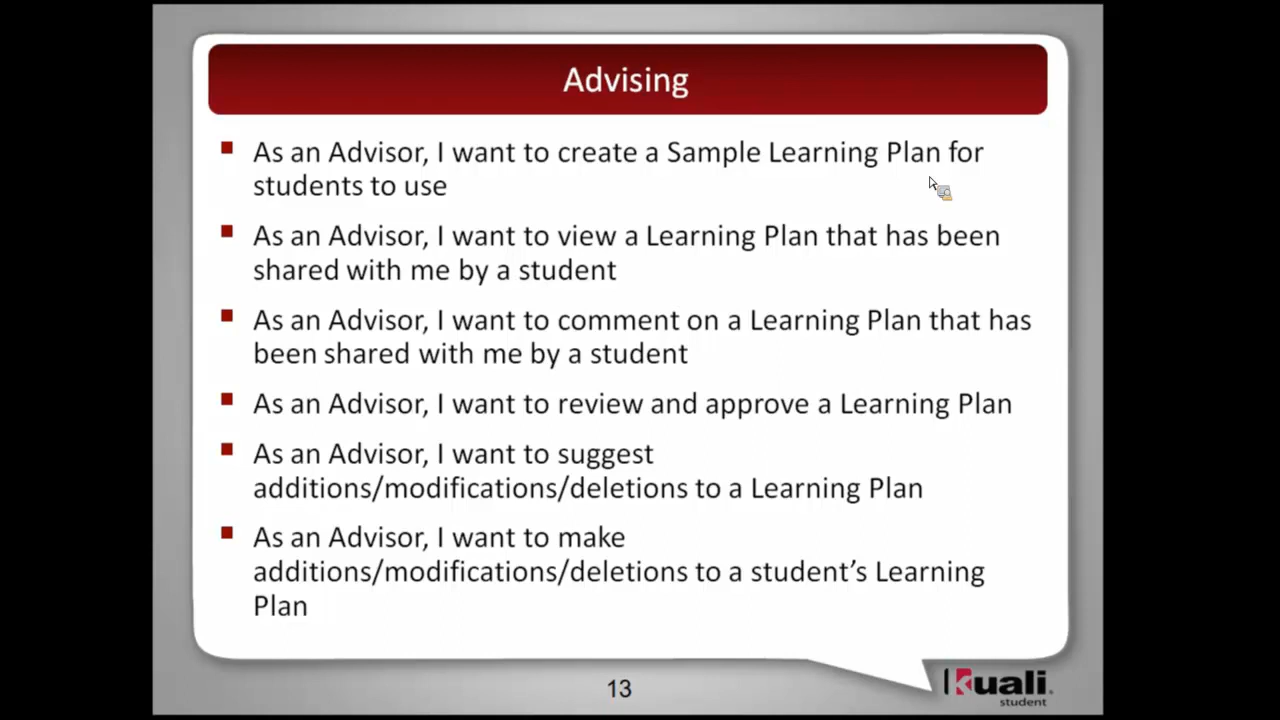 Advising
As an Advisor, I want to create a Sample Learning Plan for
students to use
As an Advisor, I want to view a Learning Plan that has been
shared with me by a student
As an Advisor, I want to comment on a Learning Plan that has
been shared with me by a student
As an Advisor, I want to review and approve a Learning Plan
As an Advisor, I want to suggest
additions/modifications/deletions to a Learning Plan
As an Advisor, I want to make
additions/modifications/deletions to a student’s Learning
Plan
13
Kuali
student